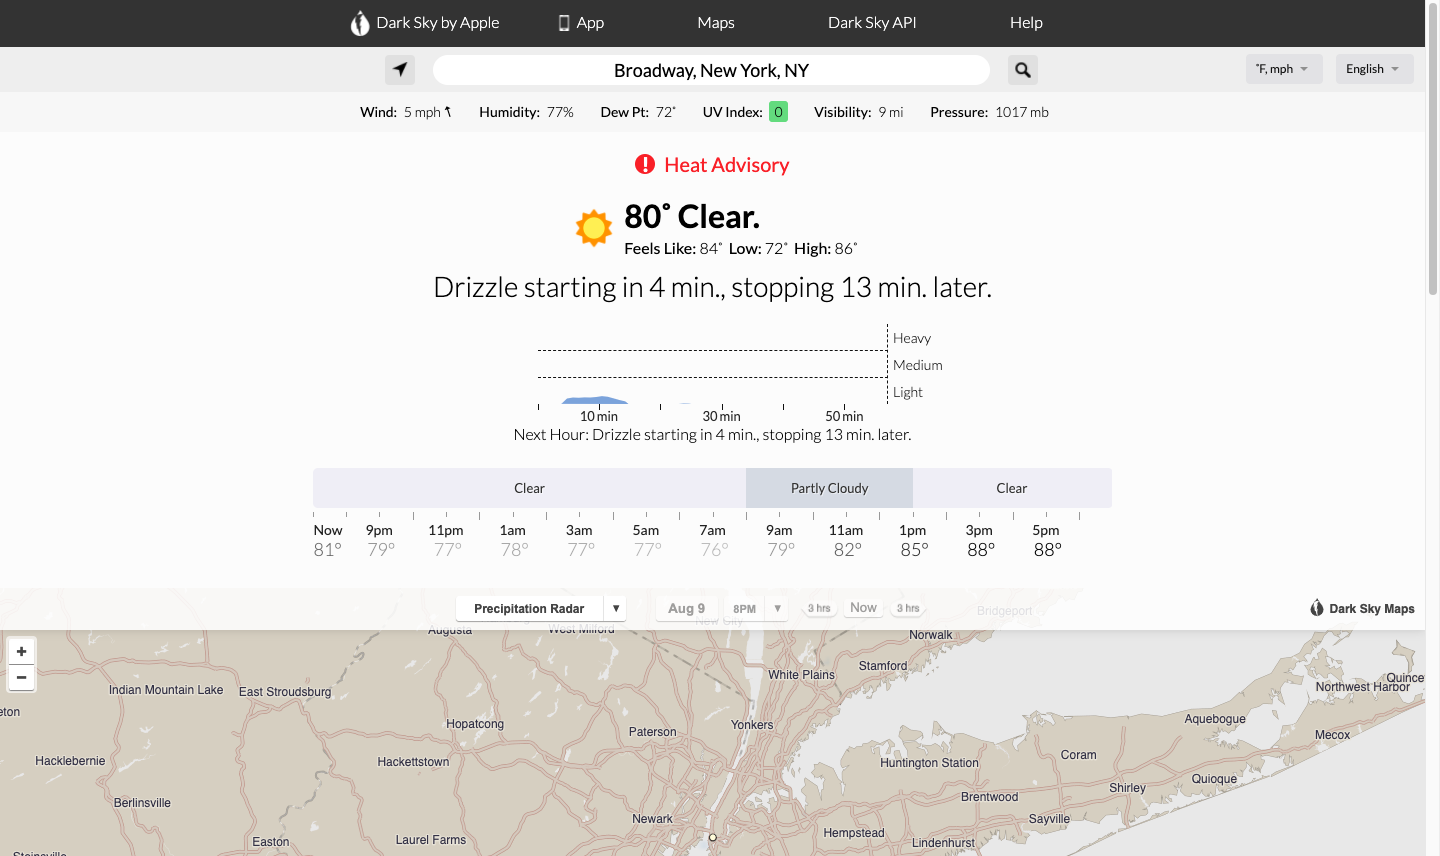 Dark Sky by Apple App Maps Dark Sky API Help
Broadway, New York, NY
˚F, mph English
Wind: 5 mph Humidity: 77% Dew Pt: 72˚ UV Index: 0 Visibility: 9 mi Pressure: 1017 mb
Heat Advisory
80˚ Clear.
Feels Like: 84˚ Low: 72˚ High: 86˚
Drizzle starting in 4 min., stopping 13 min. later.
Heavy
Medium
Light
10 min 30 min 50 min
Next Hour: Drizzle starting in 4 min., stopping 13 min. later.
Clear Partly Cloudy Clear
Now 9pm 11pm 1am 3am 5am 7am 9am 11am 1pm 3pm 5pm
81° 79° 77° 78° 77° 77° 76° 79° 82° 85° 88° 88°
Precipitation Radar ▼ Aug 9 8PM ▼ 3 hrs Now 3 hrs Bridgeport Dark Sky Maps
New City
Augusta West Milford Norwalk
+
−
Stamford
White Plains
Indian Mountain Lake East Stroudsburg
Quince
Northwest Harbor
eton
Hopatcong Paterson Yonkers Aquebogue
Mecox
Hacklebernie Hackettstown Huntington Station Coram
Quioque
Berlinsville Brentwood Shirley
Newark Sayville
Easton Laurel Farms Hempstead Lindenhurst